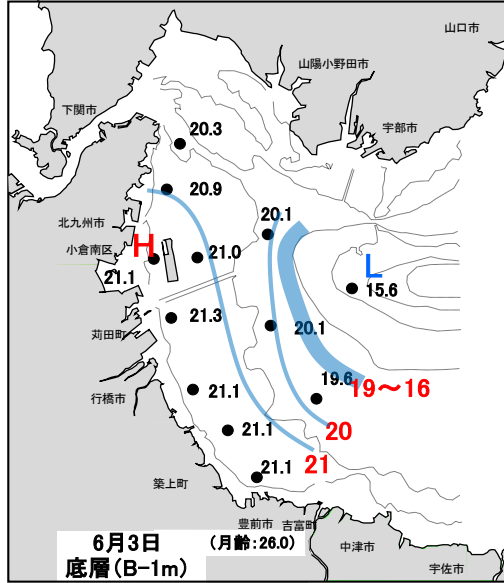 山口市
山陽小野田市
下関市
宇部市
20.3
20.9
北九州市
20.1
小倉南区
H
21.0
L
21.1
15.6
21.3
20.1
苅田町
19.6
19～16
21.1
行橋市
20
21.1
21
21.1
築上町
豊前市
吉富町
中津市
宇佐市
6月3日
(月齢:26.0)
底層(B-1m)